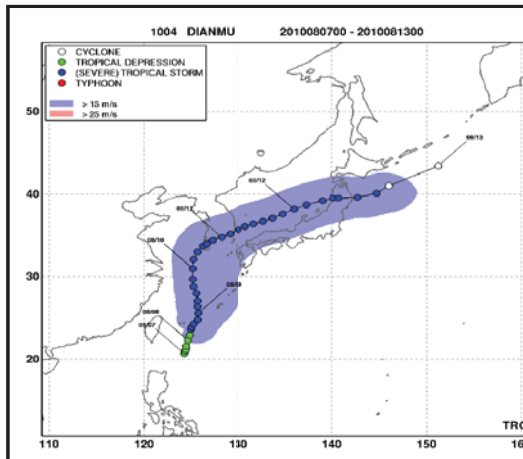 1004 DIANMU 2010080700 - 2010081300
CYCLONE
TROPICAL DEPRESSION
(SEVERE) TROPICAL STORM
TYPHOON
> 15 m/s
> 25 m/s
50
40
30
20
08/13
08/12
08/11
08/10
08/09
08/08
08/07
TRO
110 120 130 140 150 160